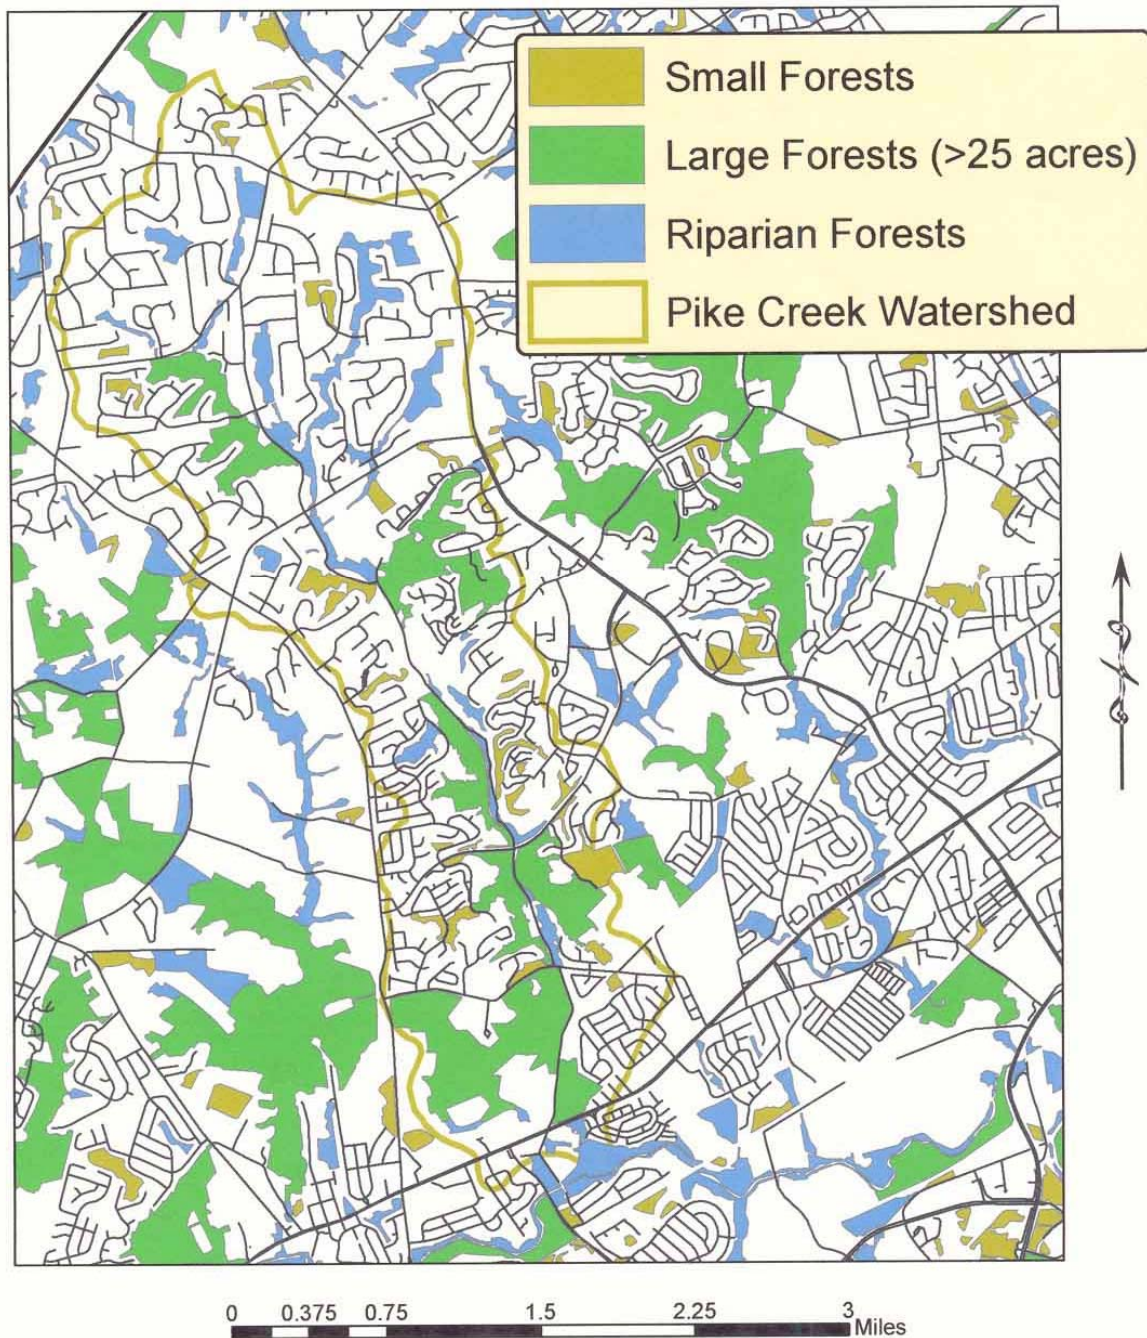 Small Forests
Large Forests (>25 acres)
Riparian Forests
Pike Creek Watershed
0 0.375 0.75 1.5 2.25 3
Miles